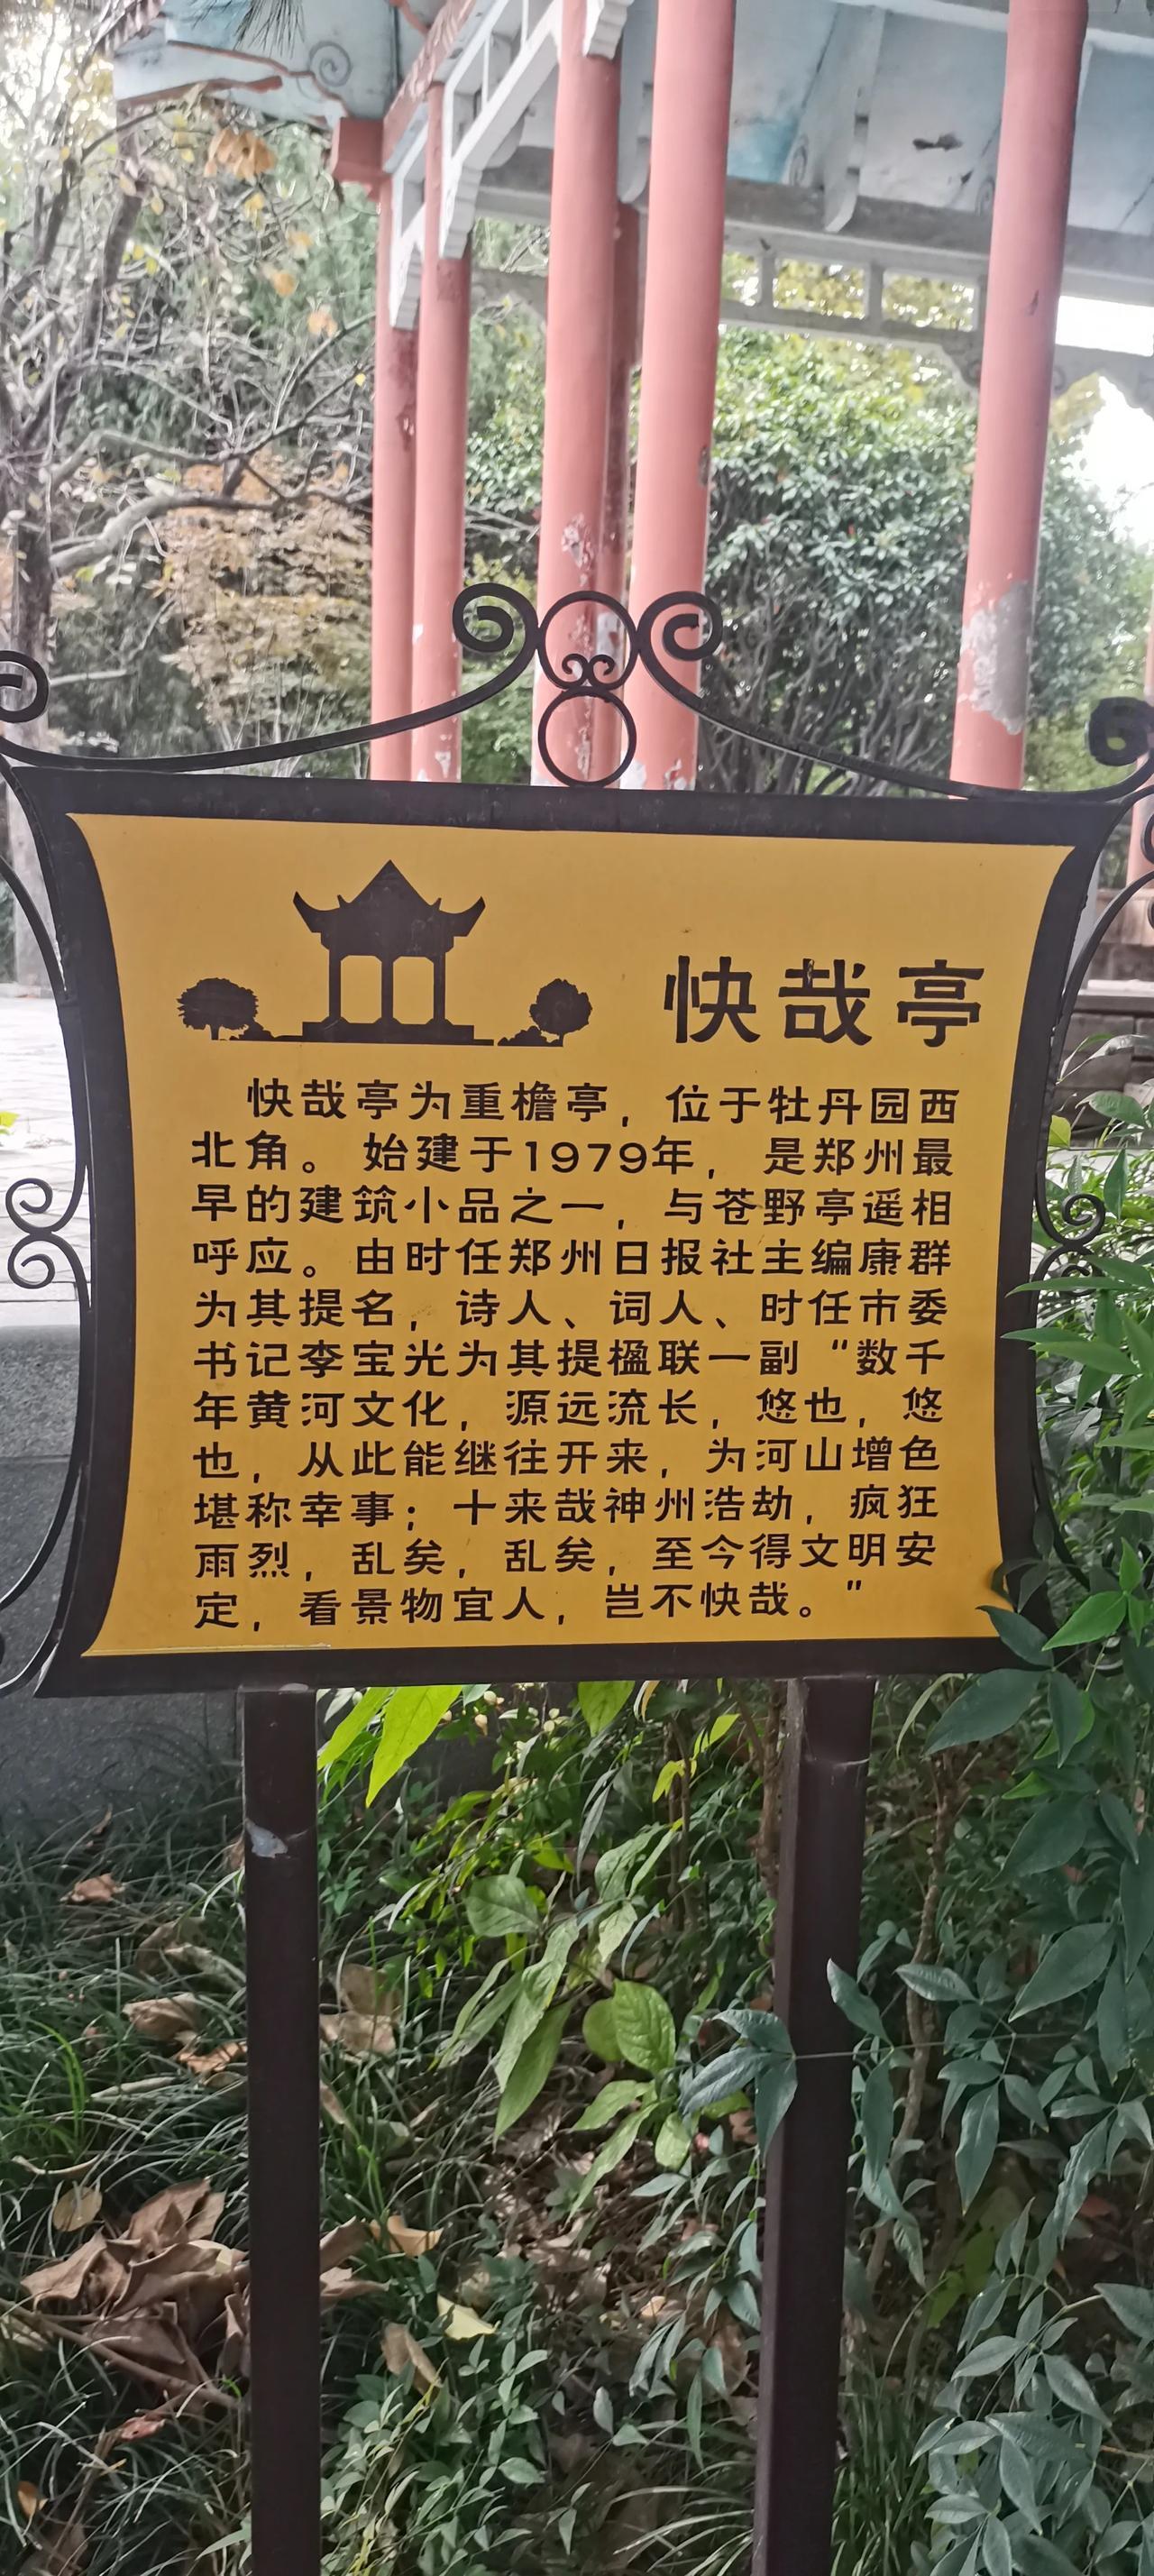 快哉亭
快哉亭为重檐亭，位于牡丹园西
北角。始建于1979年，是郑州最
早的建筑小品之一，与苍野亭遥相
呼应。由时任郑州日报社主编康群
为其提名，诗人、词人、时任市委
书记李宝光为其提楹联一副“数千
年黄河文化，源远流长，悠也，悠
也，从此能继往开来，为河山增色
堪称幸事；十来哉神州浩劫，疯狂
雨烈，乱矣，乱矣，至今得文明安
定，看景物宜人，岂不快哉。”